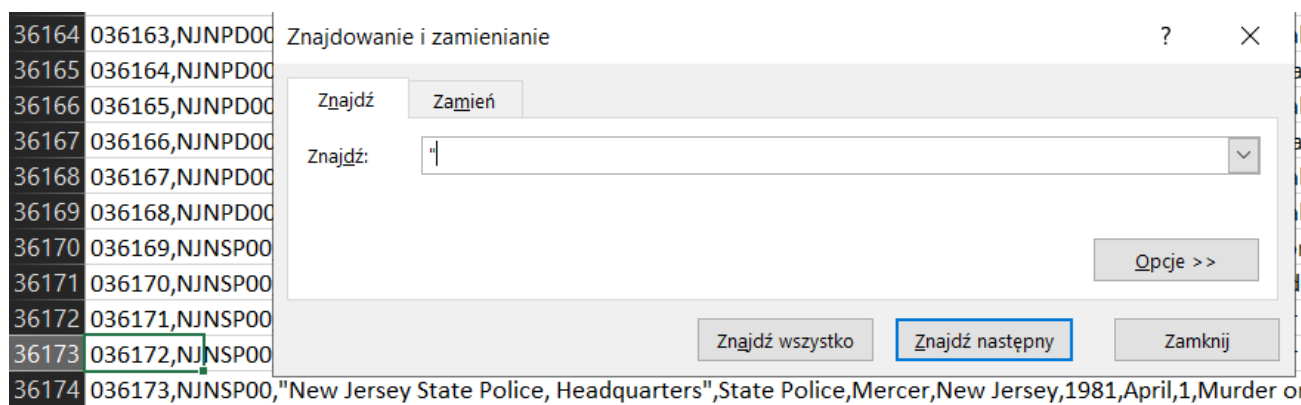 36164 036163,NJNPD00 Znajdowanie i zamienianie ? ×
36165 036164,NJNPD00
36166 036165,NJNPD00 Znajdź Zamień
36167 036166,NJNPD00 Znajdź: "
36168 036167,NJNPD00
36169 036168,NJNPD00
36170 036169,NJNSP00 Opcje >>
36171 036170,NJNSP00
36172 036171,NJNSP00
36173 036172,NJNSP00 Znajdź wszystko Znajdź następny Zamknij
36174 036173,NJNSP00,"New Jersey State Police, Headquarters",State Police,Mercer,New Jersey,1981,April,1,Murder o